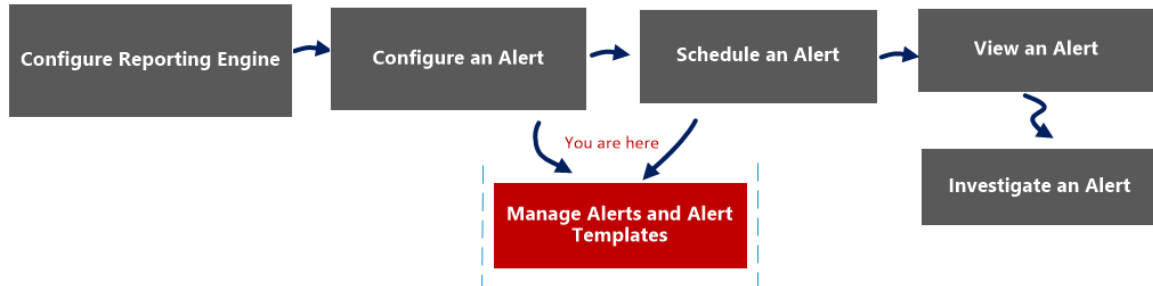 Configure Reporting Engine
Configure an Alert
Schedule an Alert
View an Alert
You are here
Manage Alerts and Alert
Templates
Investigate an Alert